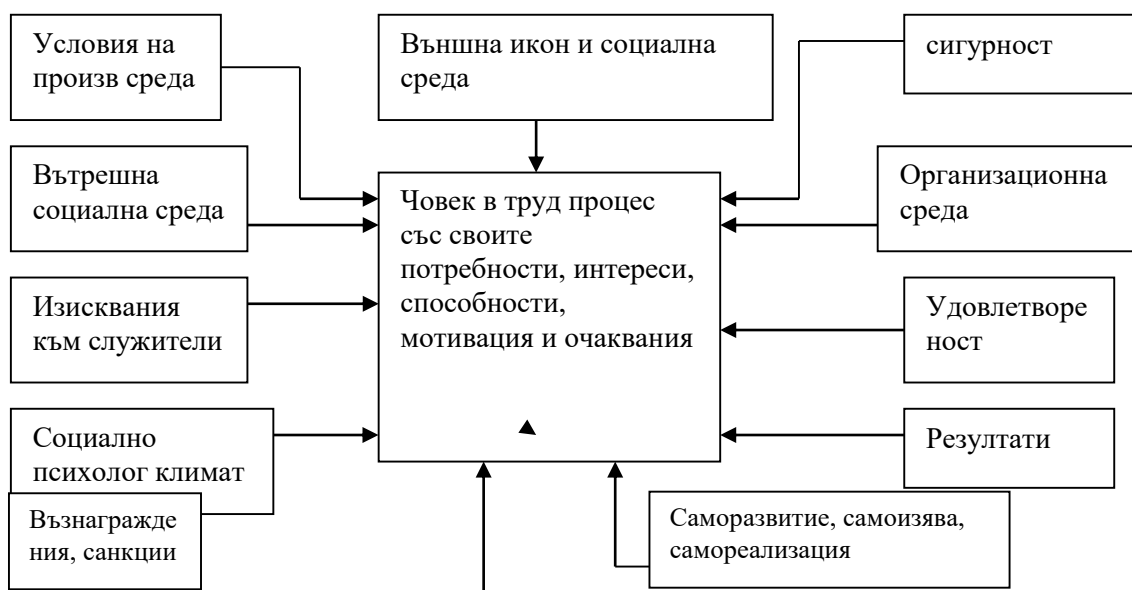 Условия на
произв среда
Външна икон и социална
среда
сигурност
Вътрешна
социална среда
Човек в труд процес
със своите
потребности, интереси,
способности,
мотивация и очаквания
Организационна
среда
Изисквания
към служители
Удовлетворе
ност
Социално
психолог климат
Резултати
Възнагражде
ния, санкции
Саморазвитие, самоизява,
самореализация